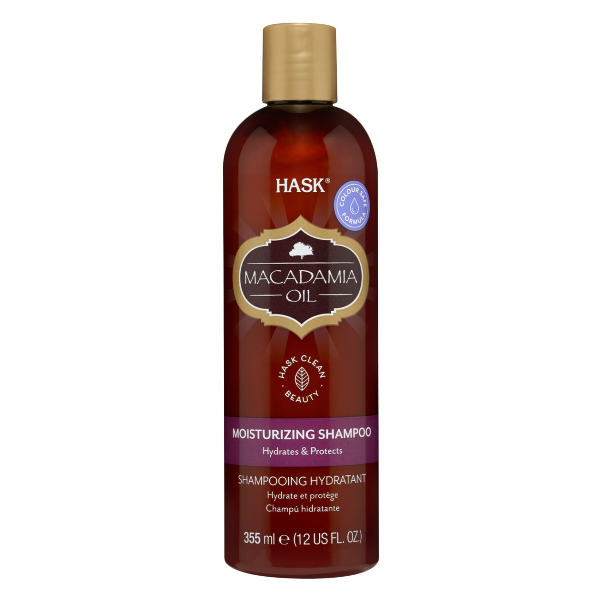 HASK®
COLOUR SAFE
FORMULA
MACADAMIA
OIL
HASK CLEAN
BEAUTY
MOISTURIZING SHAMPOO
Hydrates & Protects
SHAMPOOING HYDRATANT
Hydrate et protège
Champú hidratante
355 ml ℮ (12 US FL. OZ.)